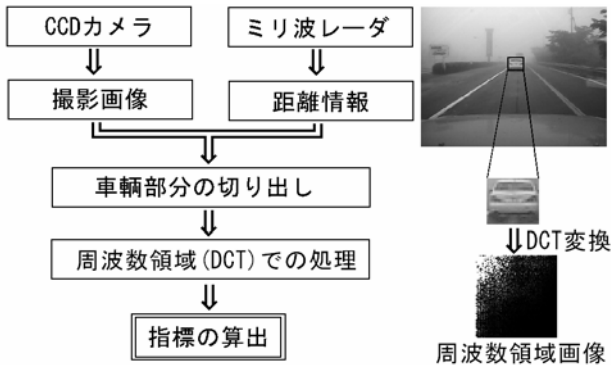 CCDカメラ
ミリ波レーダ
撮影画像
距離情報
車輌部分の切り出し
周波数領域(DCT)での処理
指標の算出
DCT変換
周波数領域画像